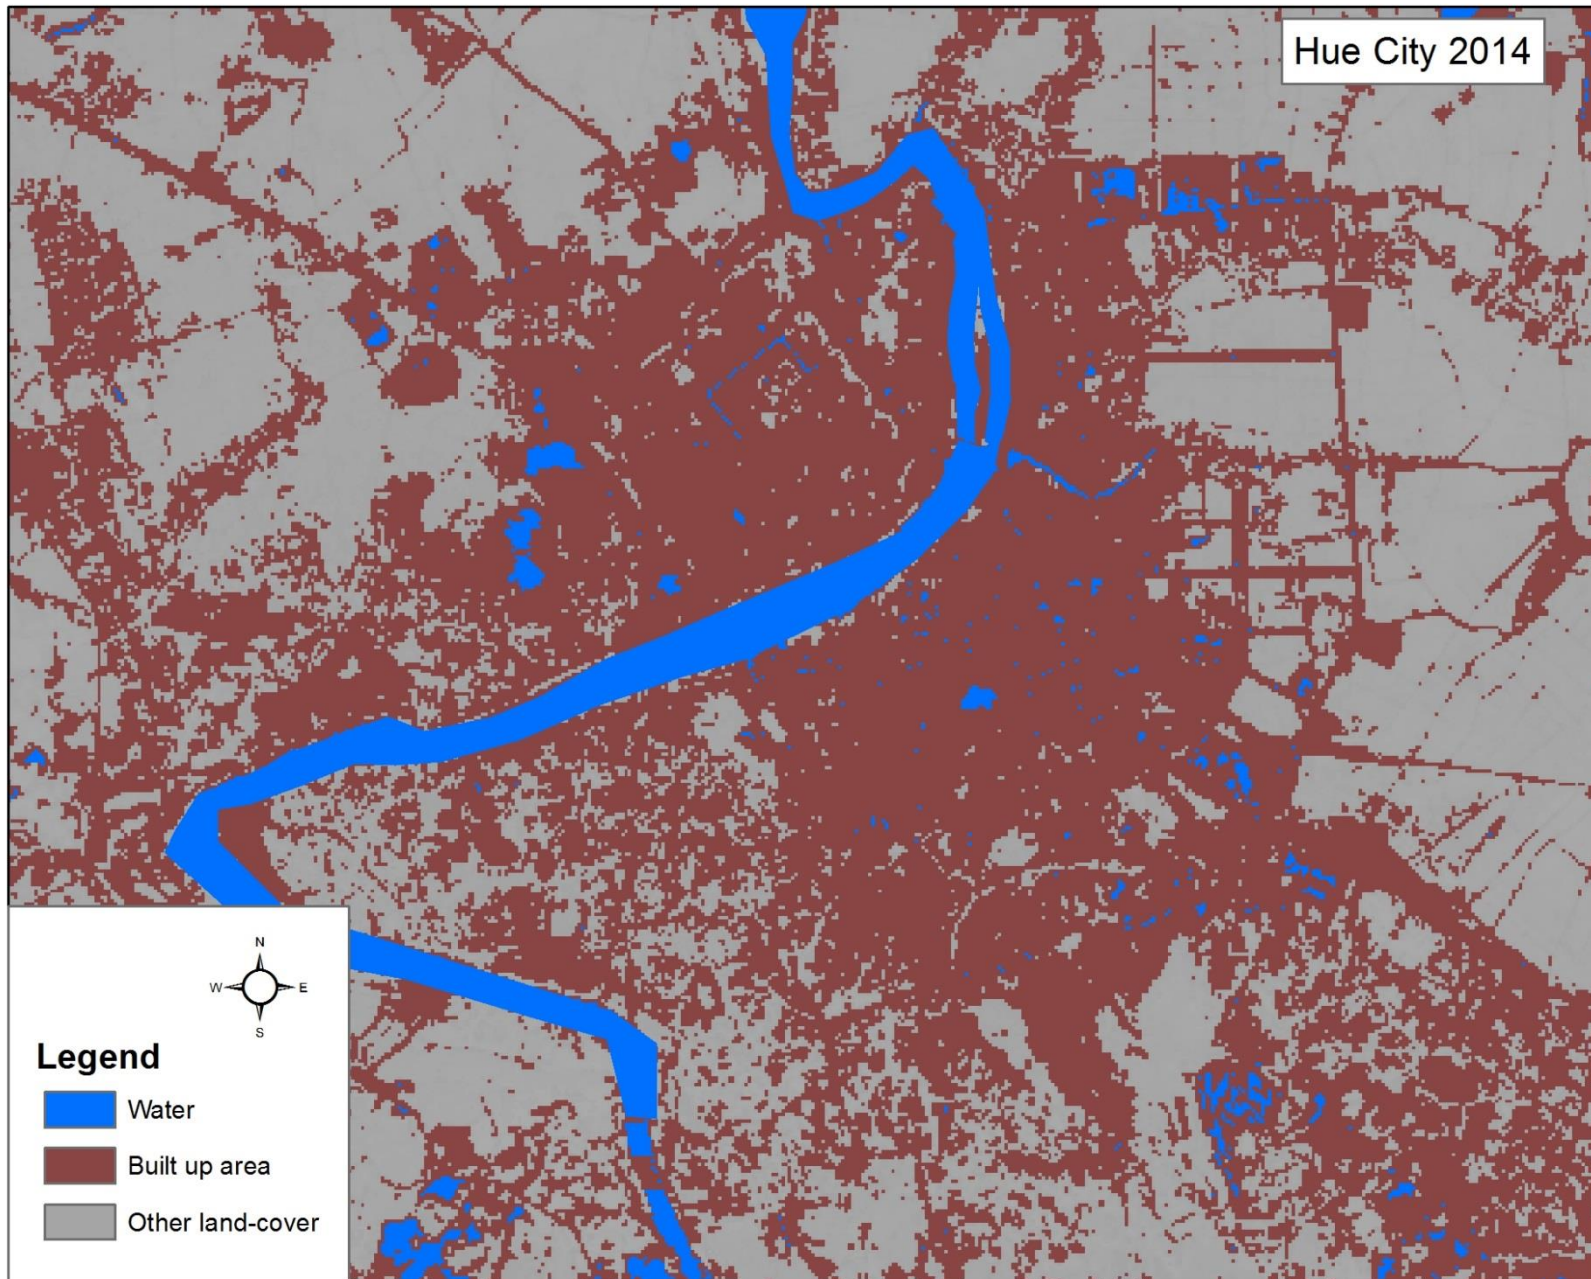 Hue City 2014
N
W E
S
Legend
Water
Built up area
Other land-cover